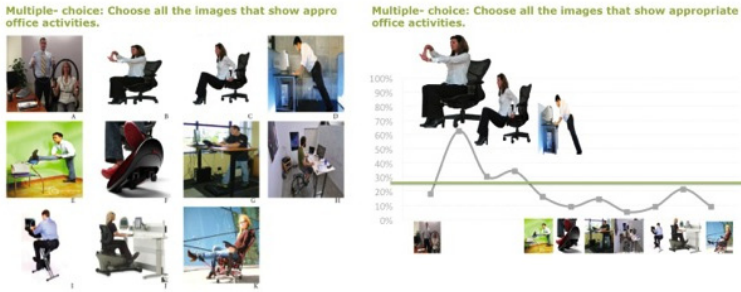 Multiple- choice: Choose all the images that show appro
office activities.
A
B
C
D
E
F
G
H
I
J
K
Multiple- choice: Choose all the images that show appropriate
office activities.
100%
90%
80%
70%
60%
50%
40%
30%
20%
10%
0%